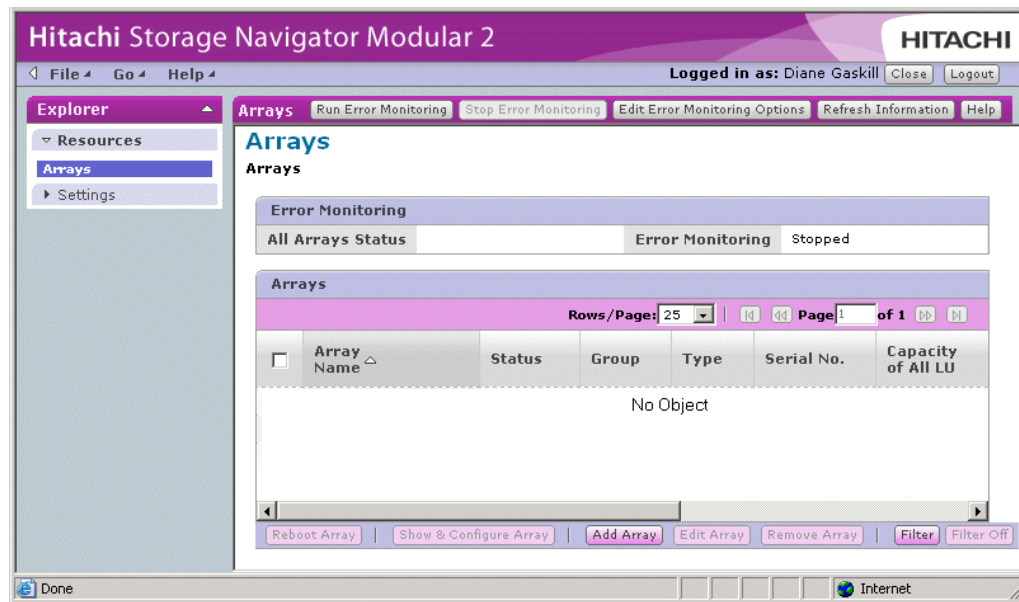 Hitachi Storage Navigator Modular 2
HITACHI
File Go Help
Logged in as: Diane Gaskill Close Logout
Explorer
Resources
Arrays
Settings
Arrays Run Error Monitoring Stop Error Monitoring Edit Error Monitoring Options Refresh Information Help
Arrays
Arrays
Error Monitoring
All Arrays Status Error Monitoring Stopped
Arrays
Rows/Page: 25 Page 1 of 1
Array Name Status Group Type Serial No. Capacity of All LU
No Object
Reboot Array | Show & Configure Array | Add Array Edit Array Remove Array | Filter Filter Off
Done Internet